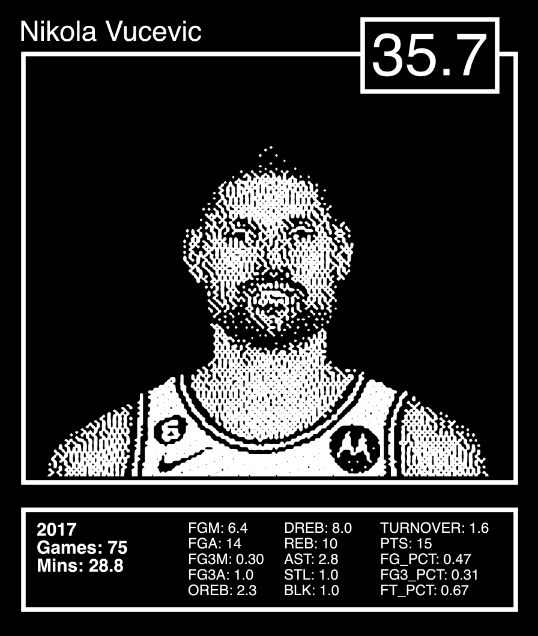 Nikola Vucevic
35.7
2017
Games: 75
Mins: 28.8
FGM: 6.4
FGA: 14
FG3M: 0.30
FG3A: 1.0
OREB: 2.3
DREB: 8.0
REB: 10
AST: 2.8
STL: 1.0
BLK: 1.0
TURNOVER: 1.6
PTS: 15
FG_PCT: 0.47
FG3_PCT: 0.31
FT_PCT: 0.67